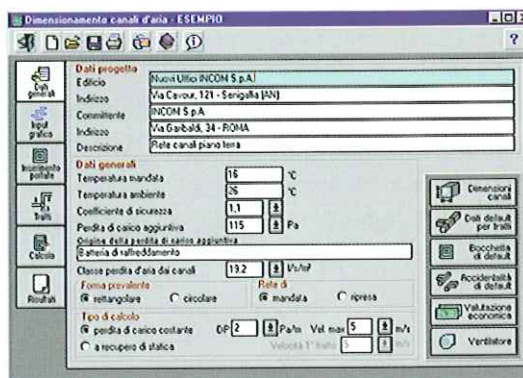 Dimensionamento canali d'aria - ESEMPIO
?
Dati generali
Input grafico
Inserimento portate
Tratti
Calcolo
Risultati
Dati progetto
Edificio Nuovi Uffici INCOM S.p.A.
Indirizzo Via Cavour, 121 - Senigallia (AN)
Committente INCOM S.p.A.
Indirizzo Via Garibaldi, 34 - ROMA
Descrizione Rete canali piano terra
Dati generali
Temperatura mandata 16 °C
Temperatura ambiente 26 °C
Coefficiente di sicurezza 1,1
Perdita di carico aggiuntiva 115 Pa
Origine della perdita di carico aggiuntiva
Batteria di raffreddamento
Classe perdita d'aria dai canali 19.2 l/s/m²
Forma prevalente
rettangolare circolare
Rete di
mandata ripresa
Tipo di calcolo
perdita di carico costante DP 2 Pa/m Vel. max 5 m/s
a recupero di statica Velocità 1° tratto 5 m/s
Dimensioni canali
Dati default per tratti
Bocchetta di default
Accidentalità di default
Valutazione economica
Ventilatore